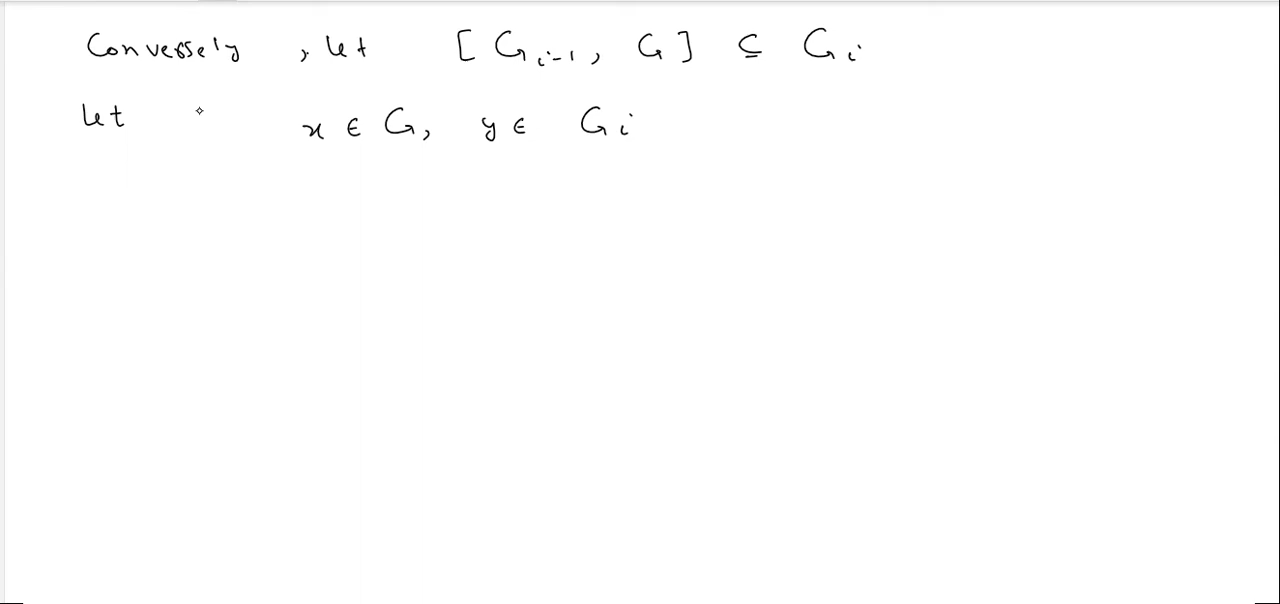 Conversely, let [G_{i-1}, G] ⊆ G_i
let x ∈ G, y ∈ G_i